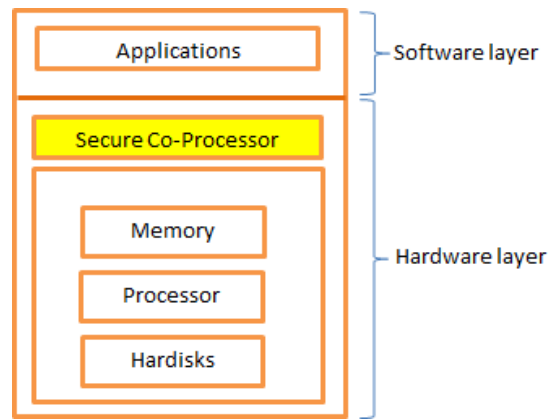 Applications
Software layer
Secure Co-Processor
Memory
Processor
Hardisks
Hardware layer